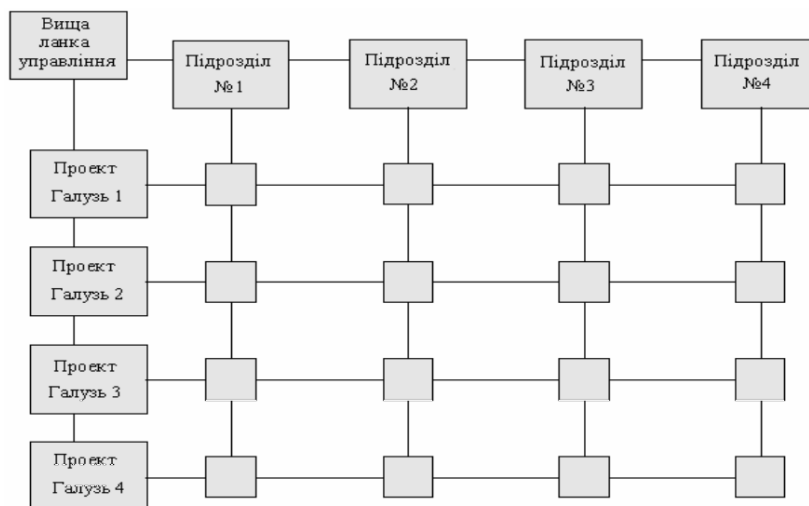 Вища
ланка
управління
Підрозділ
№1
Підрозділ
№2
Підрозділ
№3
Підрозділ
№4
Проект
Галузь 1
Проект
Галузь 2
Проект
Галузь 3
Проект
Галузь 4